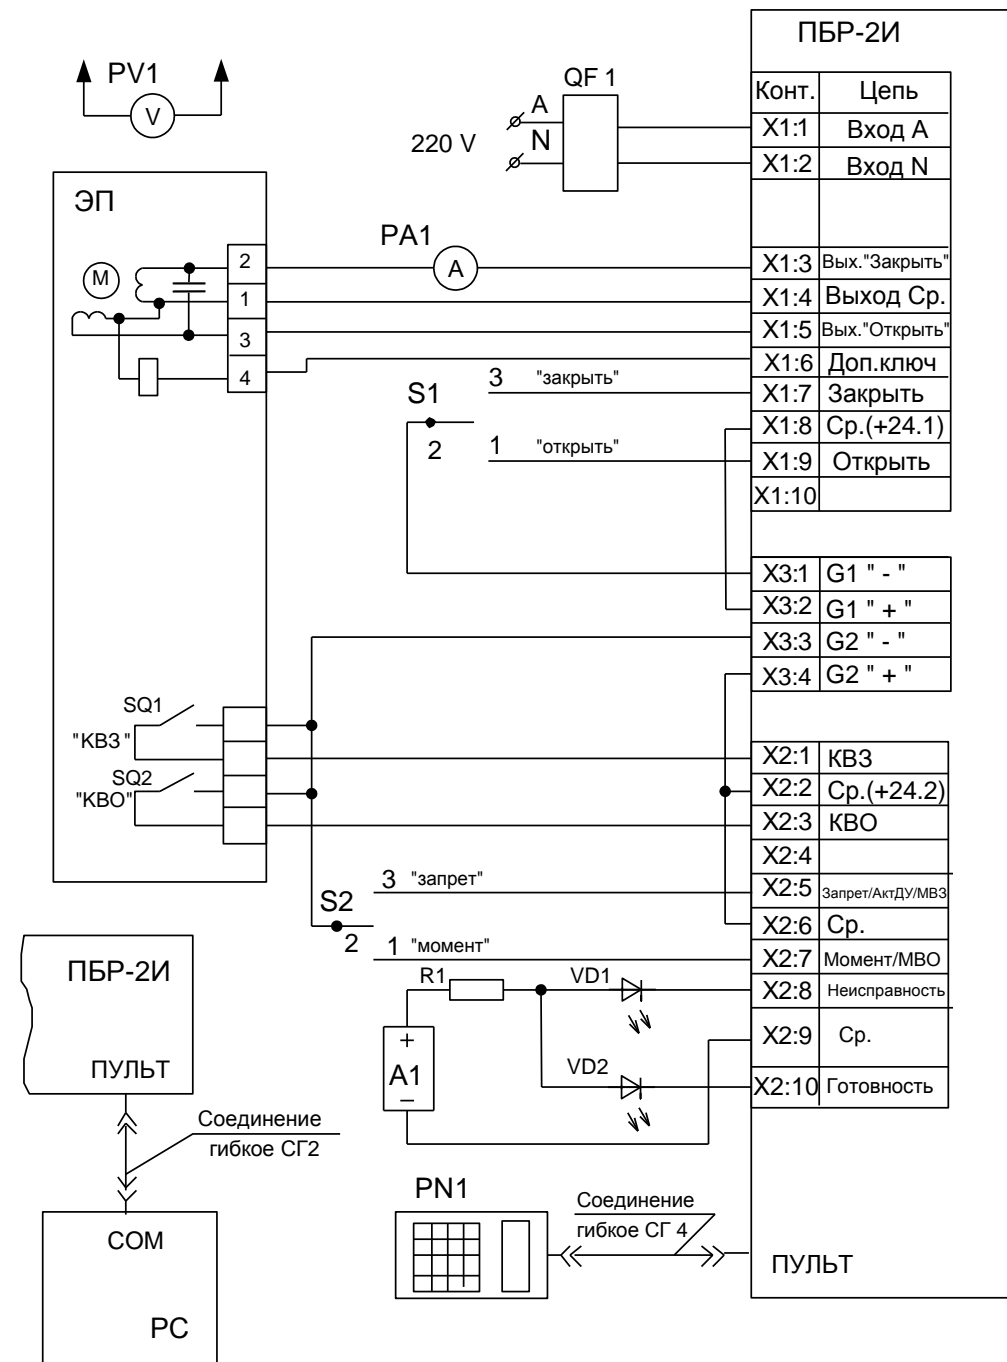 ПБР-2И
PV1
V
QF 1
A
N
220 V
Конт. Цепь
X1:1 Вход A
X1:2 Вход N
ЭП
M
2
1
3
4
PA1
A
X1:3 Вых."Закрыть"
X1:4 Выход Ср.
X1:5 Вых."Открыть"
X1:6 Доп.ключ
X1:7 Закрыть
X1:8 Ср.(+24.1)
X1:9 Открыть
X1:10
S1
3 "закрыть"
2
1 "открыть"
X3:1 G1 " - "
X3:2 G1 " + "
X3:3 G2 " - "
X3:4 G2 " + "
SQ1
"КВЗ"
SQ2
"КВО"
X2:1 КВЗ
X2:2 Ср.(+24.2)
X2:3 КВО
X2:4
X2:5 Запрет/АктДУ/МВЗ
X2:6 Ср.
X2:7 Момент/МВО
X2:8 Неисправность
X2:9 Ср.
X2:10 Готовность
S2
3 "запрет"
2
1 "момент"
R1
VD1
+
A1
–
VD2
ПБР-2И
ПУЛЬТ
Соединение
гибкое СГ2
COM
PC
PN1
Соединение
гибкое СГ 4
ПУЛЬТ